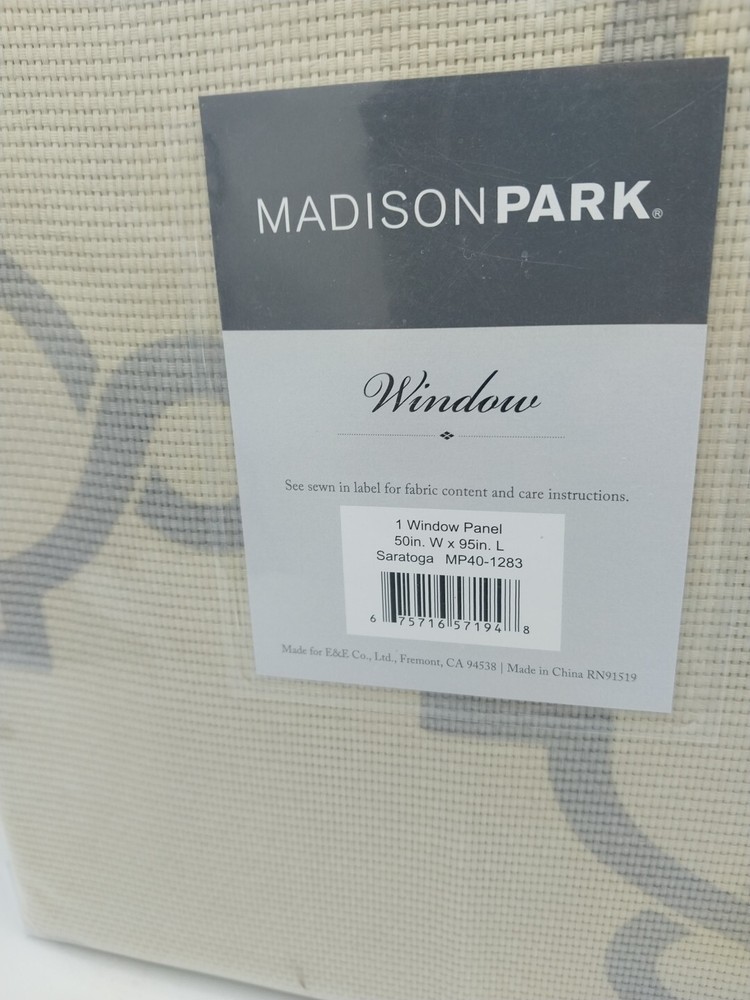 MADISONPARK®
Window
See sewn in label for fabric content and care instructions.
1 Window Panel
50in. W x 95in. L
Saratoga MP40-1283
6 75716 57194 8
Made for E&E Co., Ltd., Fremont, CA 94538 | Made in China RN91519